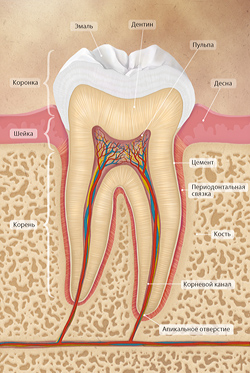 Эмаль
Дентин
Пульпа
Коронка
Десна
Шейка
Цемент
Периодонтальная
связка
Корень
Кость
Корневой канал
Апикальное отверстие